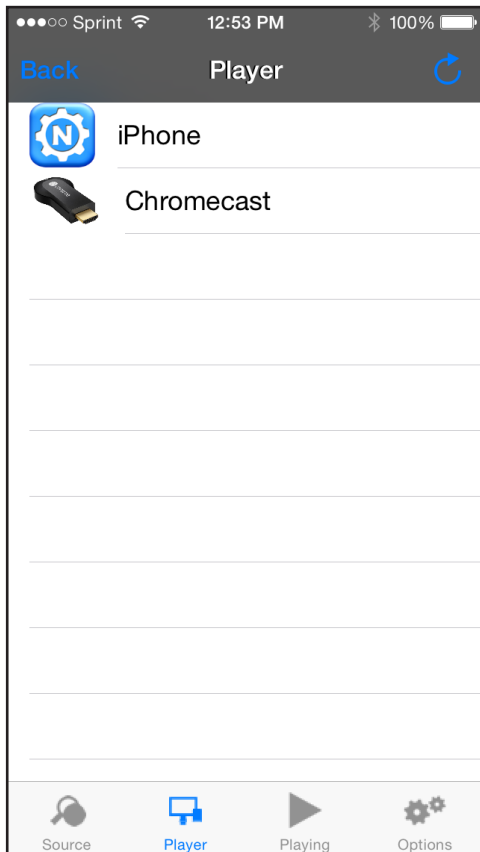 Sprint 12:53 PM 100%
Back Player
N iPhone
Chromecast
Source Player Playing Options